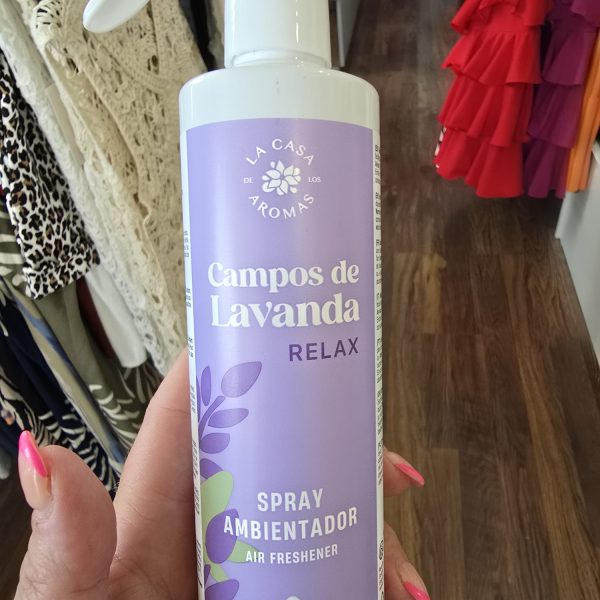 LA CASA
DE LOS
AROMAS
Campos de
Lavanda
RELAX
SPRAY
AMBIENTADOR
AIR FRESHENER